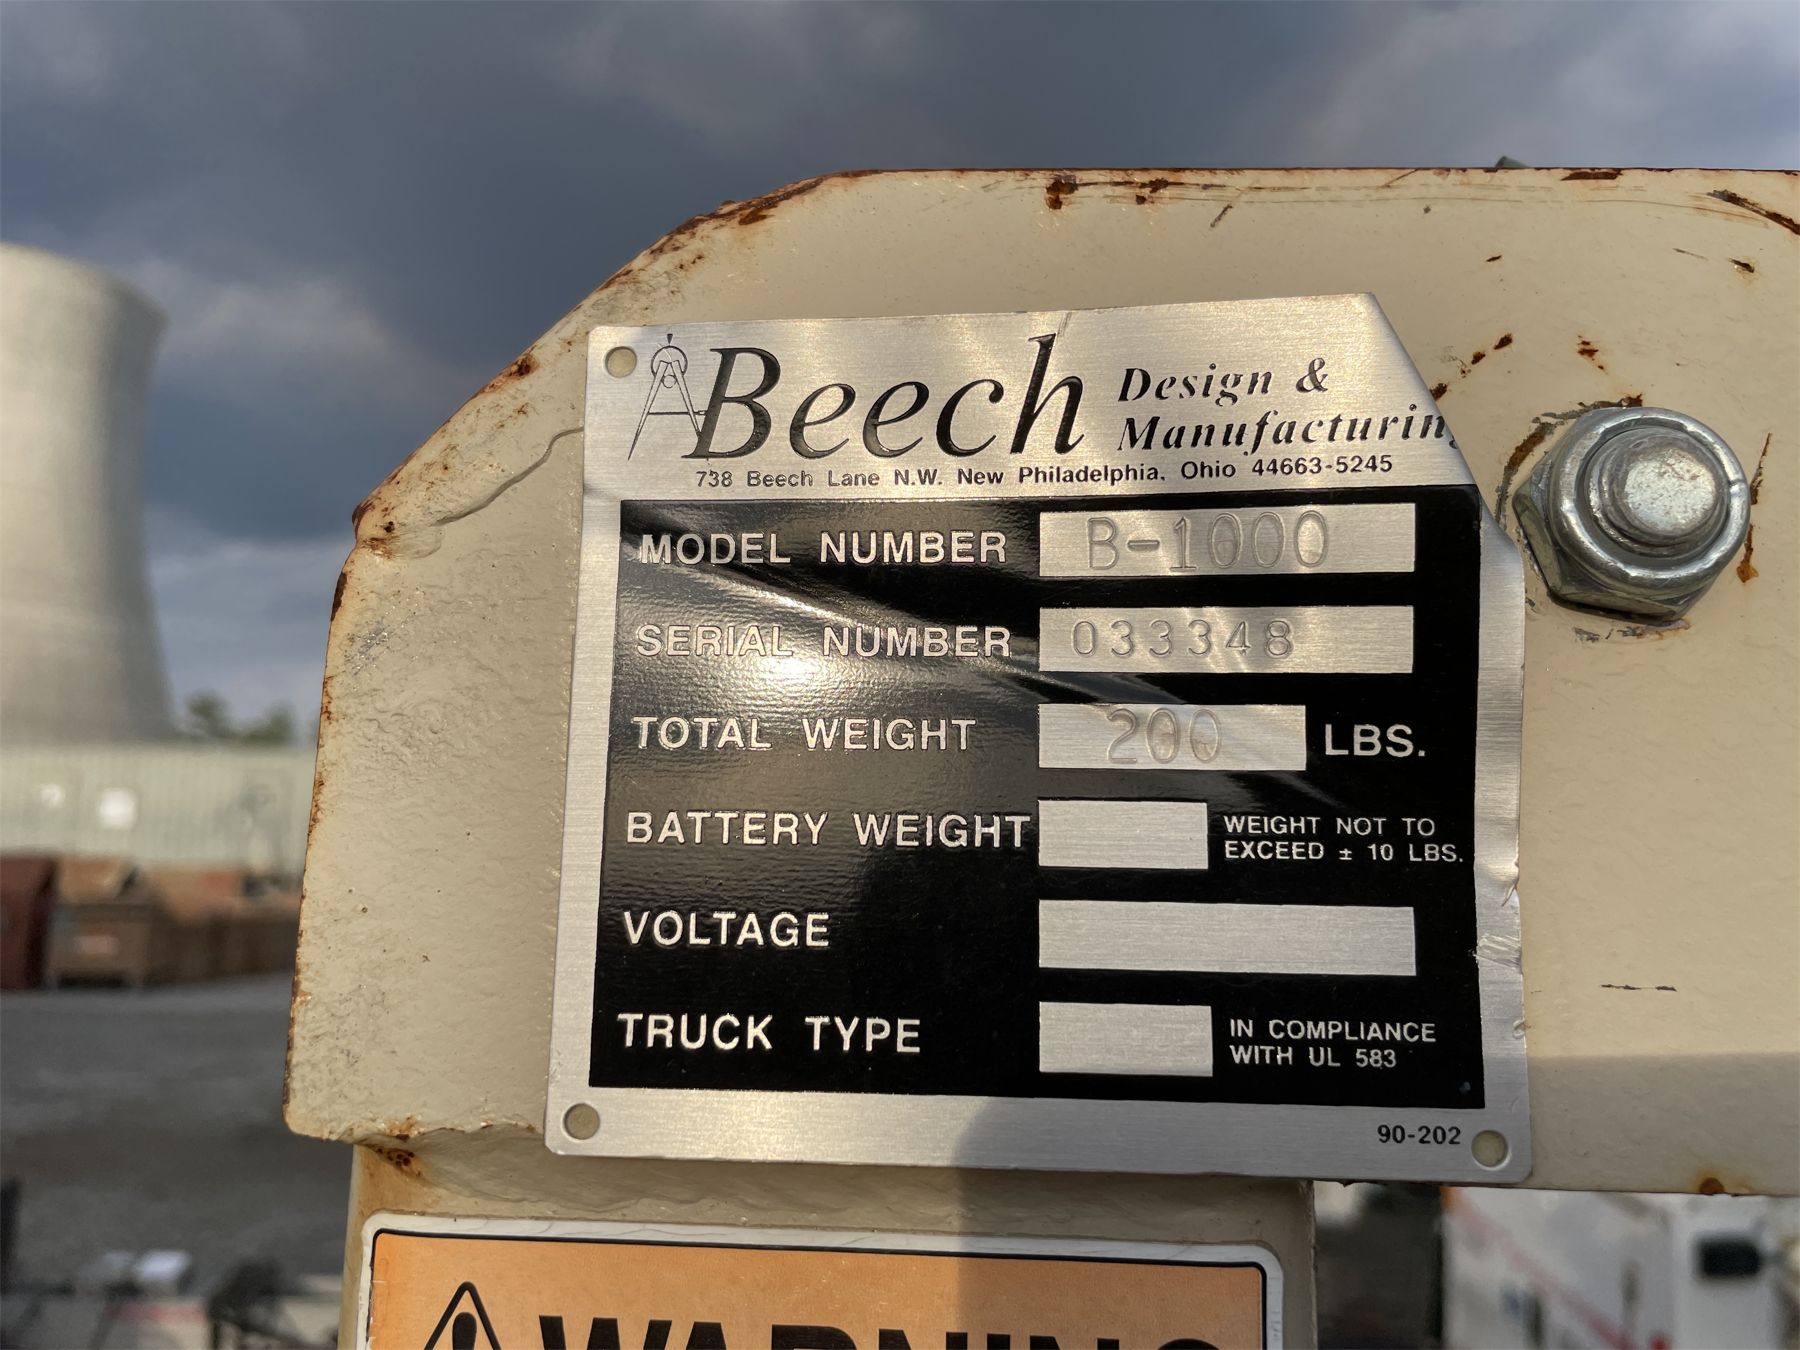 Beech Design &
Manufacturing
738 Beech Lane N.W. New Philadelphia, Ohio 44663-5245
MODEL NUMBER B-1000
SERIAL NUMBER 033348
TOTAL WEIGHT 200 LBS.
BATTERY WEIGHT WEIGHT NOT TO
EXCEED ± 10 LBS.
VOLTAGE
TRUCK TYPE IN COMPLIANCE
WITH UL 583
90-202
WARNING